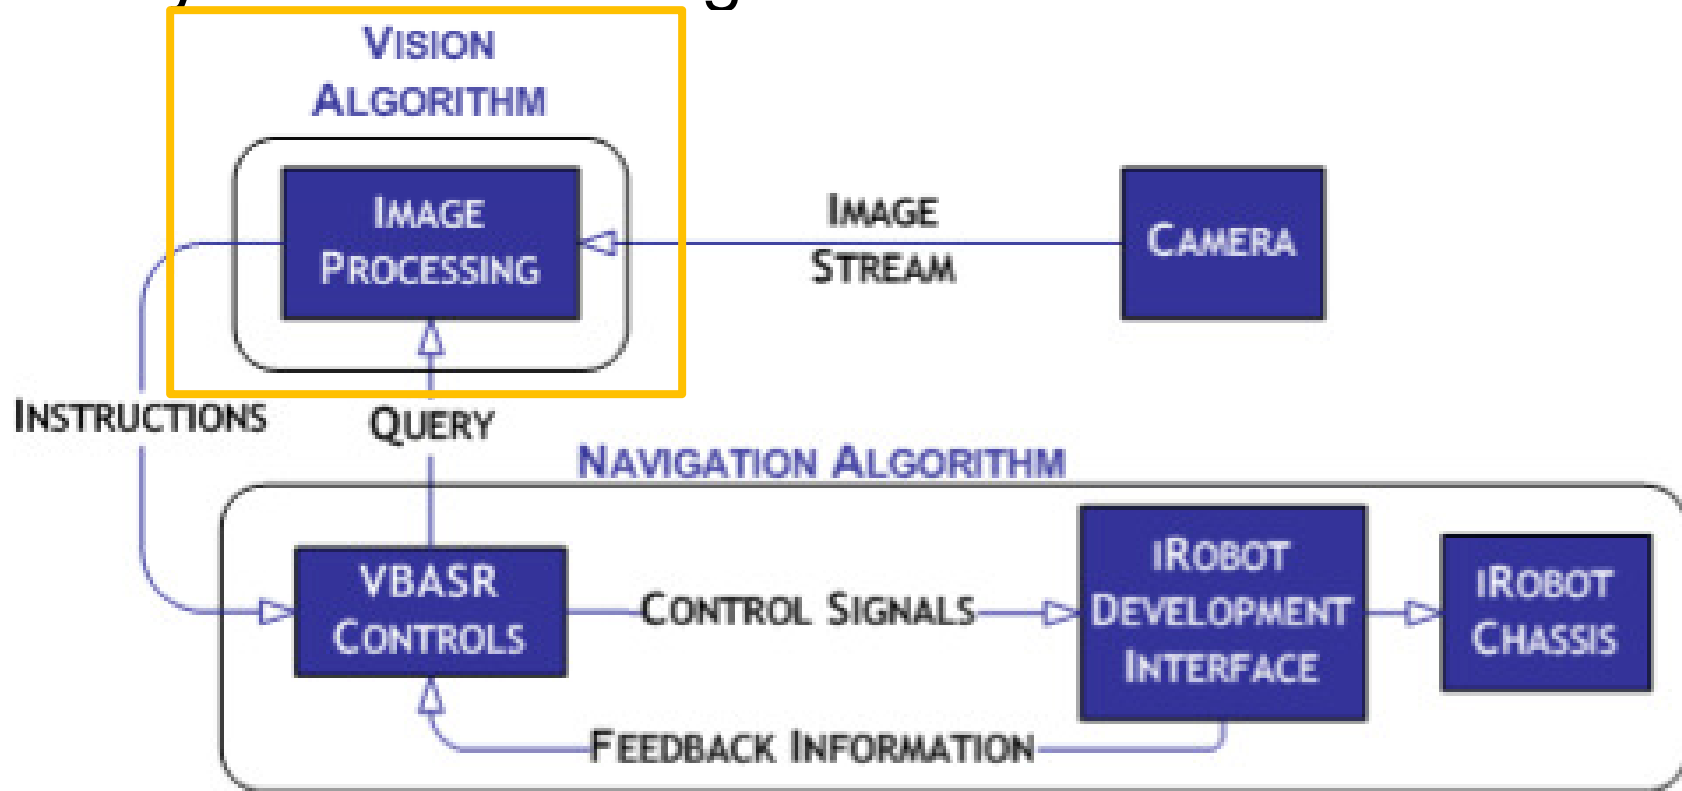 VISION
ALGORITHM
IMAGE
PROCESSING
IMAGE
STREAM
CAMERA
INSTRUCTIONS
QUERY
NAVIGATION ALGORITHM
VBASR
CONTROLS
CONTROL SIGNALS
IROBOT
DEVELOPMENT
INTERFACE
IROBOT
CHASSIS
FEEDBACK INFORMATION